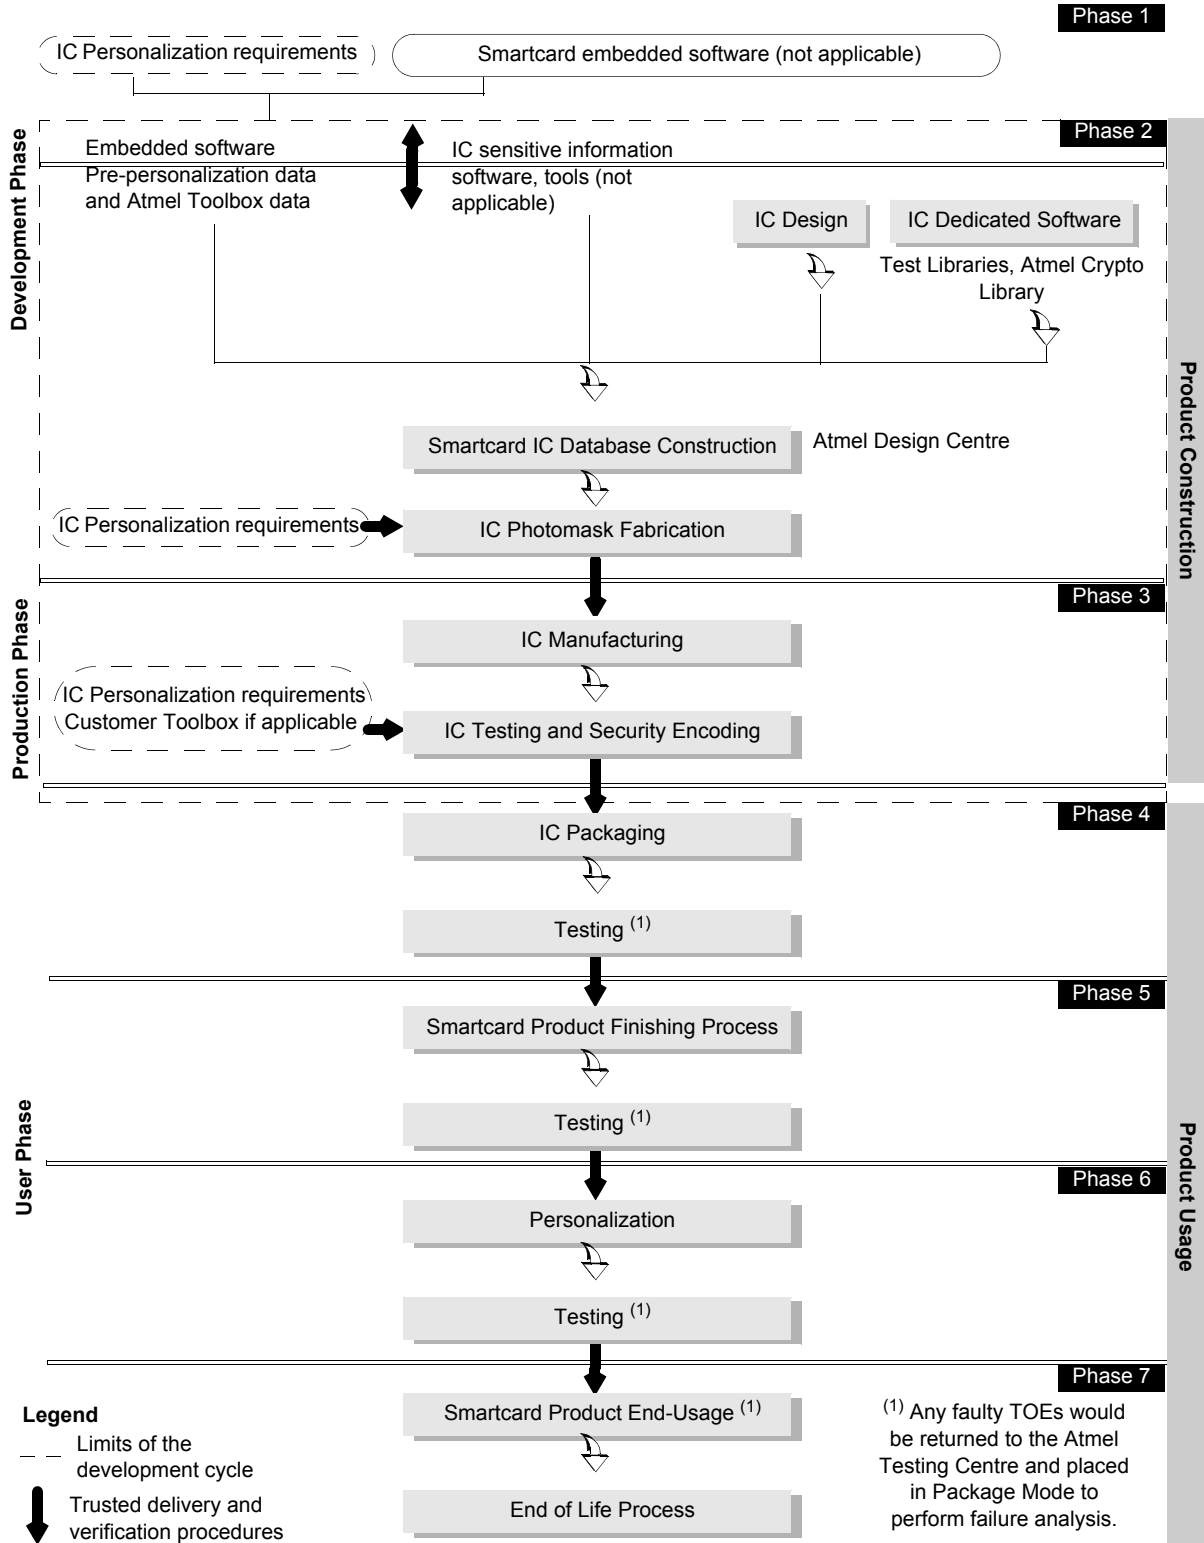 Phase 1
IC Personalization requirements
Smartcard embedded software (not applicable)
Development Phase
Phase 2
Embedded software
Pre-personalization data
and Atmel Toolbox data
IC sensitive information
software, tools (not
applicable)
IC Design
IC Dedicated Software
Test Libraries, Atmel Crypto
Library
Product Construction
Smartcard IC Database Construction
Atmel Design Centre
IC Personalization requirements
IC Photomask Fabrication
Production Phase
Phase 3
IC Manufacturing
IC Personalization requirements
Customer Toolbox if applicable
IC Testing and Security Encoding
Phase 4
IC Packaging
Testing (1)
Phase 5
Smartcard Product Finishing Process
Testing (1)
User Phase
Product Usage
Phase 6
Personalization
Testing (1)
Phase 7
Smartcard Product End-Usage (1)
End of Life Process
(1) Any faulty TOEs would
be returned to the Atmel
Testing Centre and placed
in Package Mode to
perform failure analysis.
Legend
Limits of the
development cycle
Trusted delivery and
verification procedures